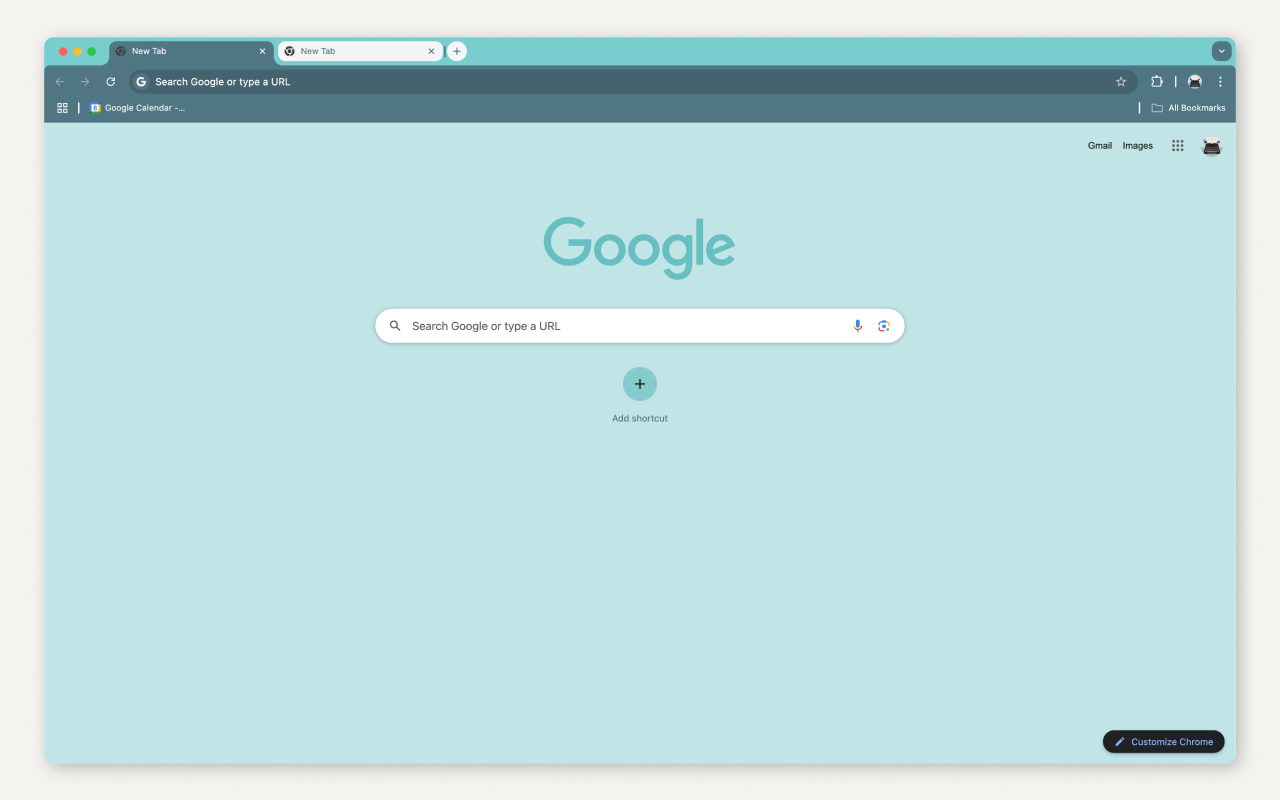 New Tab
New Tab
Search Google or type a URL
Google Calendar -...
All Bookmarks
Gmail Images
Google
Search Google or type a URL
Add shortcut
Customize Chrome